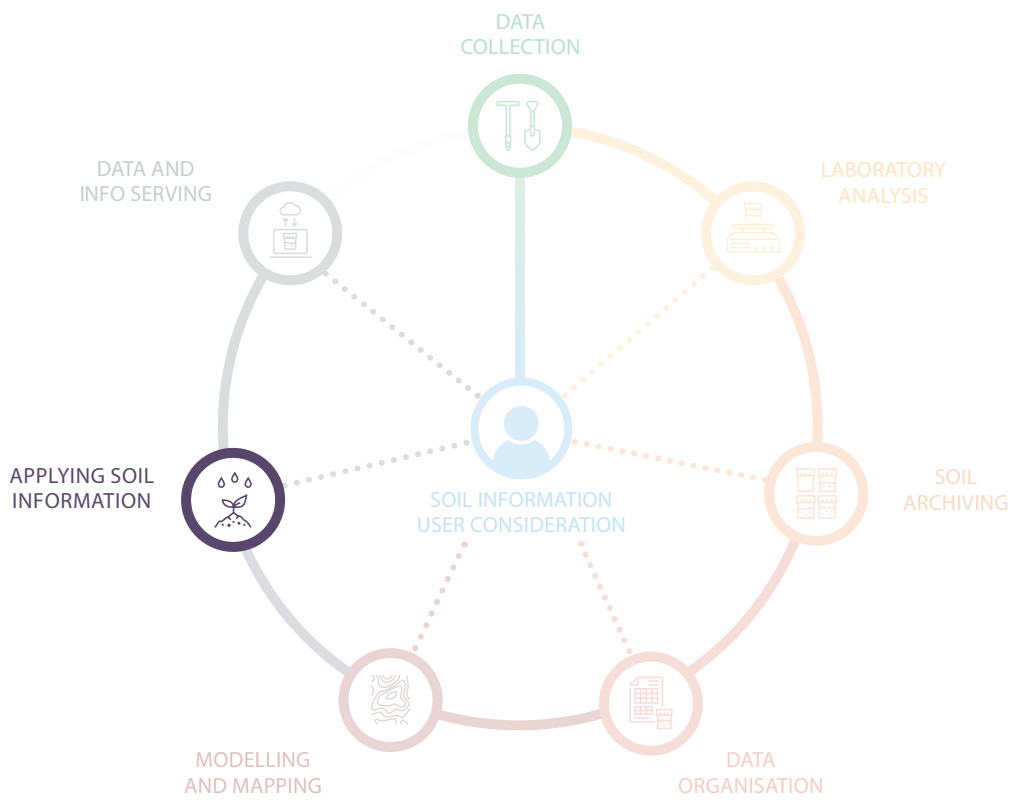 DATA
COLLECTION
LABORATORY
ANALYSIS
SOIL
ARCHIVING
DATA
ORGANISATION
MODELLING
AND MAPPING
APPLYING SOIL
INFORMATION
DATA AND
INFO SERVING
SOIL INFORMATION
USER CONSIDERATION